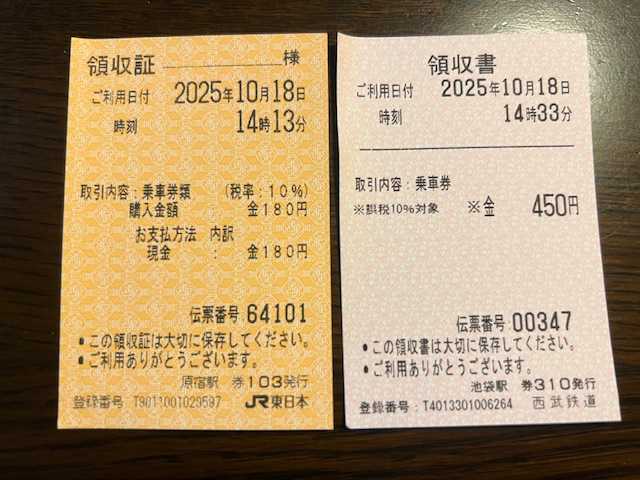 領収証 様
ご利用日付 2025年10月18日
時刻 14時13分
取引内容：乗車券類 （税率：10%）
購入金額 金180円
お支払方法 内訳
現金 ： 金180円
伝票番号 64101
●この領収証は大切に保存してください。
●ご利用ありがとうございます。
原宿駅 券103発行
登録番号 T9011001029597 JR東日本
領収書
ご利用日付 2025年10月18日
時刻 14時33分
取引内容：乗車券
※課税10%対象 ※金 450円
伝票番号 00347
●この領収書は大切に保存してください。
●ご利用ありがとうございます。
池袋駅 券310発行
登録番号：T4013301006264 西武鉄道